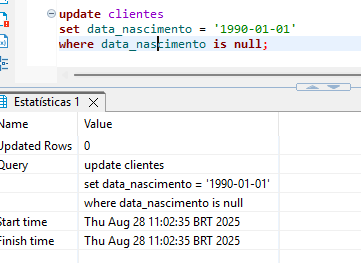 update clientes
set data_nascimento = '1990-01-01'
where data_nascimento is null;
Estatísticas 1
Name Value
Updated Rows 0
Query update clientes
set data_nascimento = '1990-01-01'
where data_nascimento is null
Start time Thu Aug 28 11:02:35 BRT 2025
Finish time Thu Aug 28 11:02:35 BRT 2025